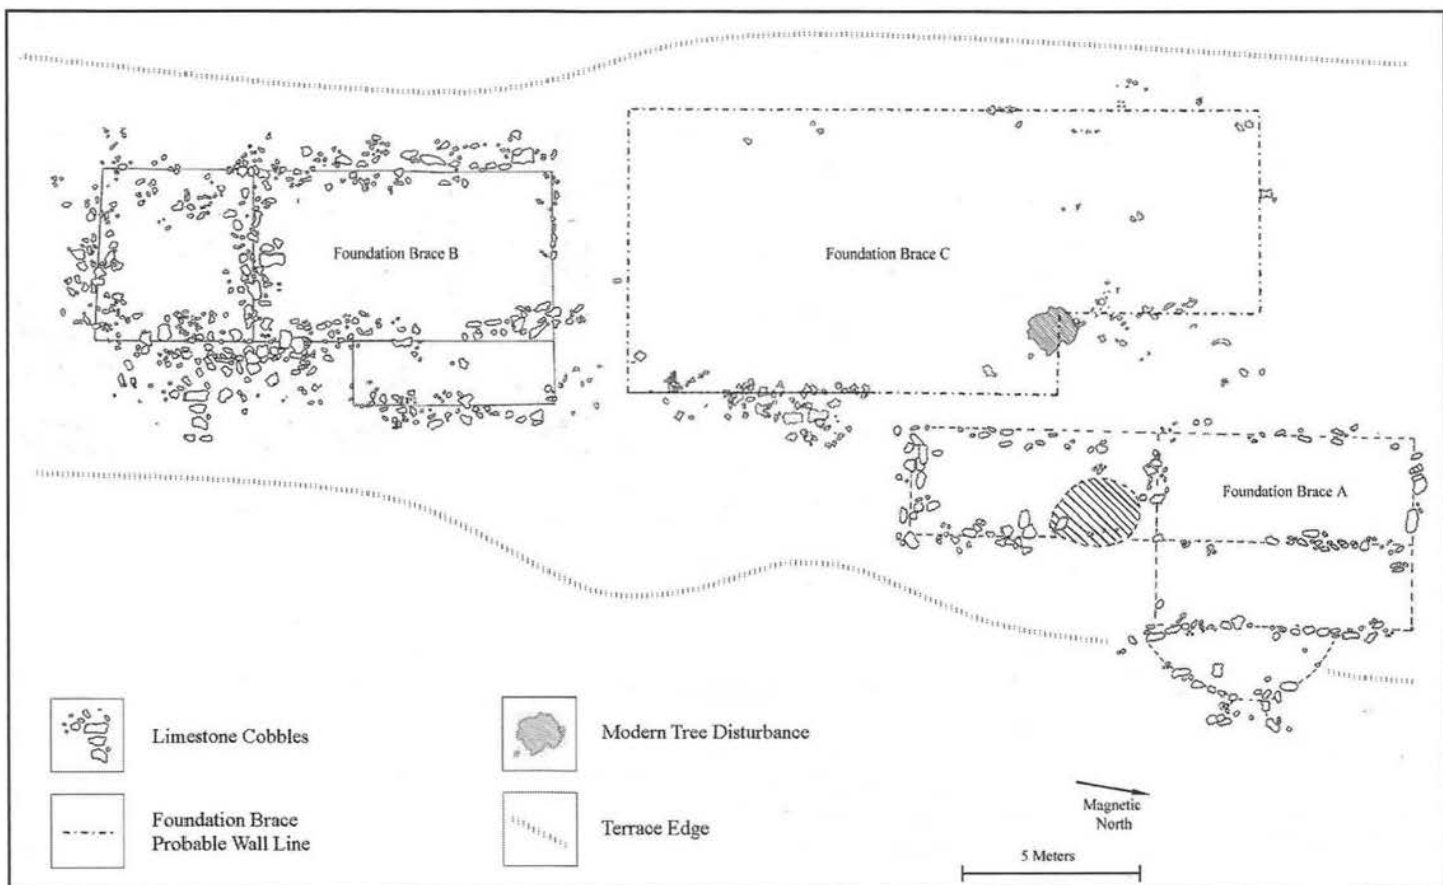 Foundation Brace B
Foundation Brace C
Foundation Brace A
Limestone Cobbles
Modern Tree Disturbance
Foundation Brace
Probable Wall Line
Terrace Edge
Magnetic
North
5 Meters